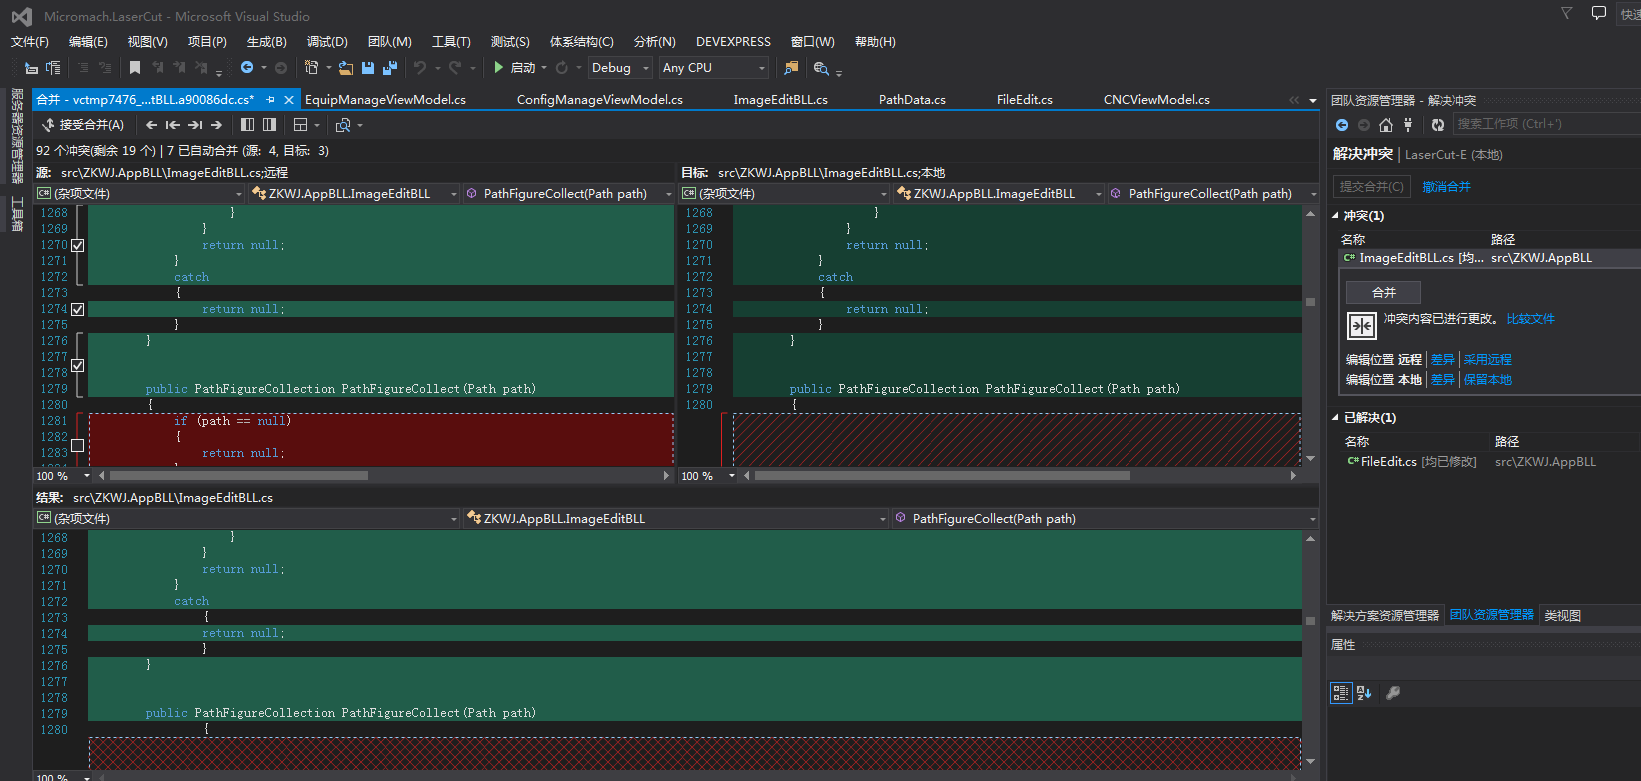 Micromach.LaserCut - Microsoft Visual Studio
快速
文件(F) 编辑(E) 视图(V) 项目(P) 生成(B) 调试(D) 团队(M) 工具(T) 测试(S) 体系结构(C) 分析(N) DEVEXPRESS 窗口(W) 帮助(H)
启动 Debug Any CPU
服务器资源管理器
工具箱
合并 - vctmp7476_...tBLL.a90086dc.cs* EquipManageViewModel.cs ConfigManageViewModel.cs ImageEditBLL.cs PathData.cs FileEdit.cs CNCViewModel.cs
接受合并(A)
92 个冲突(剩余 19 个) | 7 已自动合并 (源: 4, 目标: 3)
源: src\ZKWJ.AppBLL\ImageEditBLL.cs;远程
C# (杂项文件) ZKWJ.AppBLL.ImageEditBLL PathFigureCollect(Path path)
1268 }
1269 }
1270 return null;
1271 }
1272 catch
1273 {
1274 return null;
1275 }
1276 }
1277
1278
1279 public PathFigureCollection PathFigureCollect(Path path)
1280 {
1281 if (path == null)
1282 {
1283 return null;
100 %
目标: src\ZKWJ.AppBLL\ImageEditBLL.cs;本地
C# (杂项文件) ZKWJ.AppBLL.ImageEditBLL PathFigureCollect(Path path)
1268 }
1269 }
1270 return null;
1271 }
1272 catch
1273 {
1274 return null;
1275 }
1276 }
1277
1278
1279 public PathFigureCollection PathFigureCollect(Path path)
1280 {
100 %
结果: src\ZKWJ.AppBLL\ImageEditBLL.cs
C# (杂项文件) ZKWJ.AppBLL.ImageEditBLL PathFigureCollect(Path path)
1268 }
1269 }
1270 return null;
1271 }
1272 catch
1273 {
1274 return null;
1275 }
1276 }
1277
1278
1279 public PathFigureCollection PathFigureCollect(Path path)
1280 {
100 %
团队资源管理器 - 解决冲突
搜索工作项 (Ctrl+')
解决冲突 | LaserCut-E (本地)
提交合并(C) 撤消合并
冲突(1)
名称 路径
C# ImageEditBLL.cs [均... src\ZKWJ.AppBLL
合并
冲突内容已进行更改。 比较文件
编辑位置 远程 | 差异 | 采用远程
编辑位置 本地 | 差异 | 保留本地
已解决(1)
名称 路径
C# FileEdit.cs [均已修改] src\ZKWJ.AppBLL
解决方案资源管理器 团队资源管理器 类视图
属性